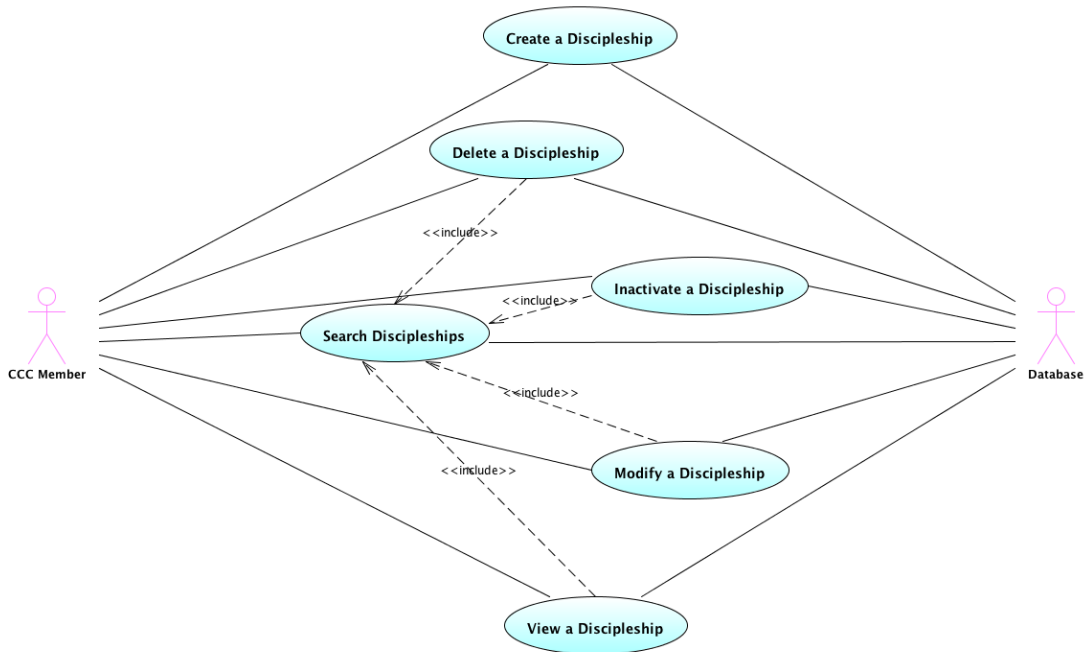 Create a Discipleship
Delete a Discipleship
<<include>>
Inactivate a Discipleship
<<include>>
Search Discipleships
CCC Member
Database
<<include>>
Modify a Discipleship
<<include>>
View a Discipleship